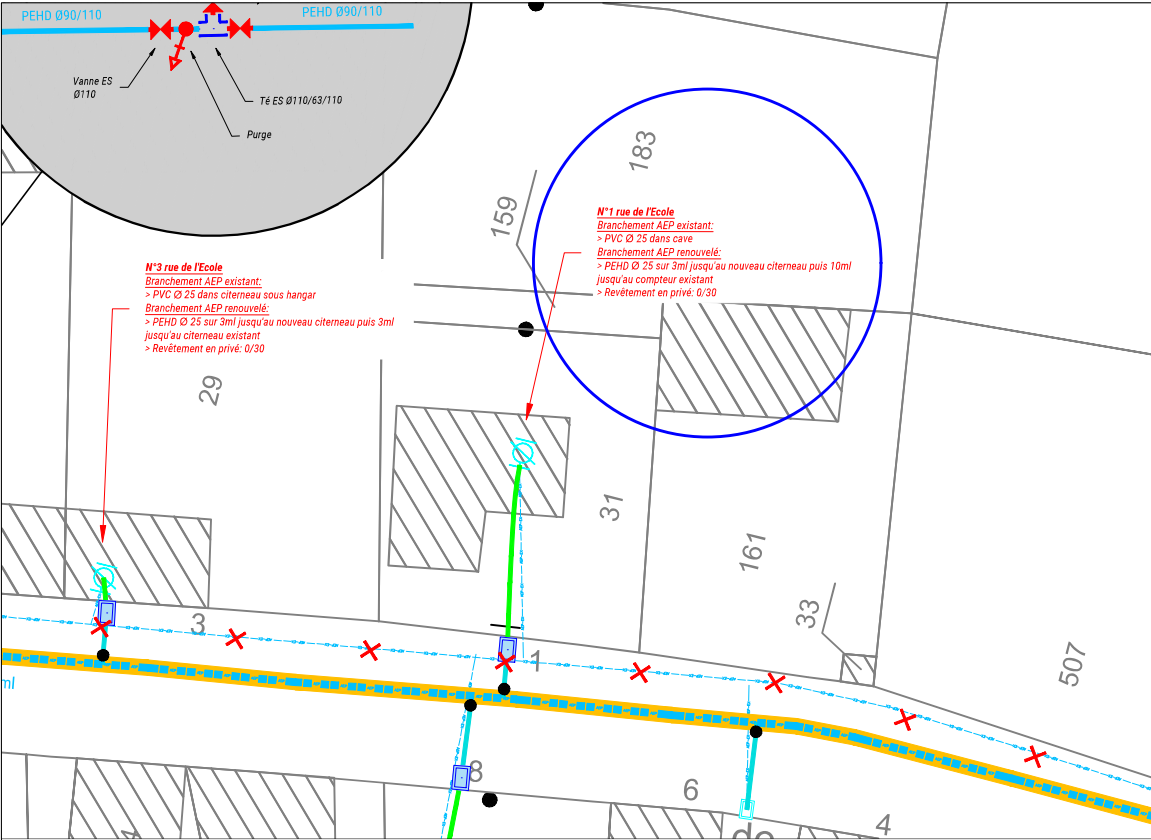 PEHD Ø90/110
PEHD Ø90/110
Vanne ES
Ø110
Té ES Ø110/63/110
Purge
183
159
N°1 rue de l'Ecole
Branchement AEP existant:
> PVC Ø 25 dans cave
Branchement AEP renouvelé:
> PEHD Ø 25 sur 3ml jusqu'au nouveau citerneau puis 10ml
jusqu'au compteur existant
> Revêtement en privé: 0/30
N°3 rue de l'Ecole
Branchement AEP existant:
> PVC Ø 25 dans citerneau sous hangar
Branchement AEP renouvelé:
> PEHD Ø 25 sur 3ml jusqu'au nouveau citerneau puis 3ml
jusqu'au citerneau existant
> Revêtement en privé: 0/30
29
31
161
33
3
1
507
ml
8
6
4